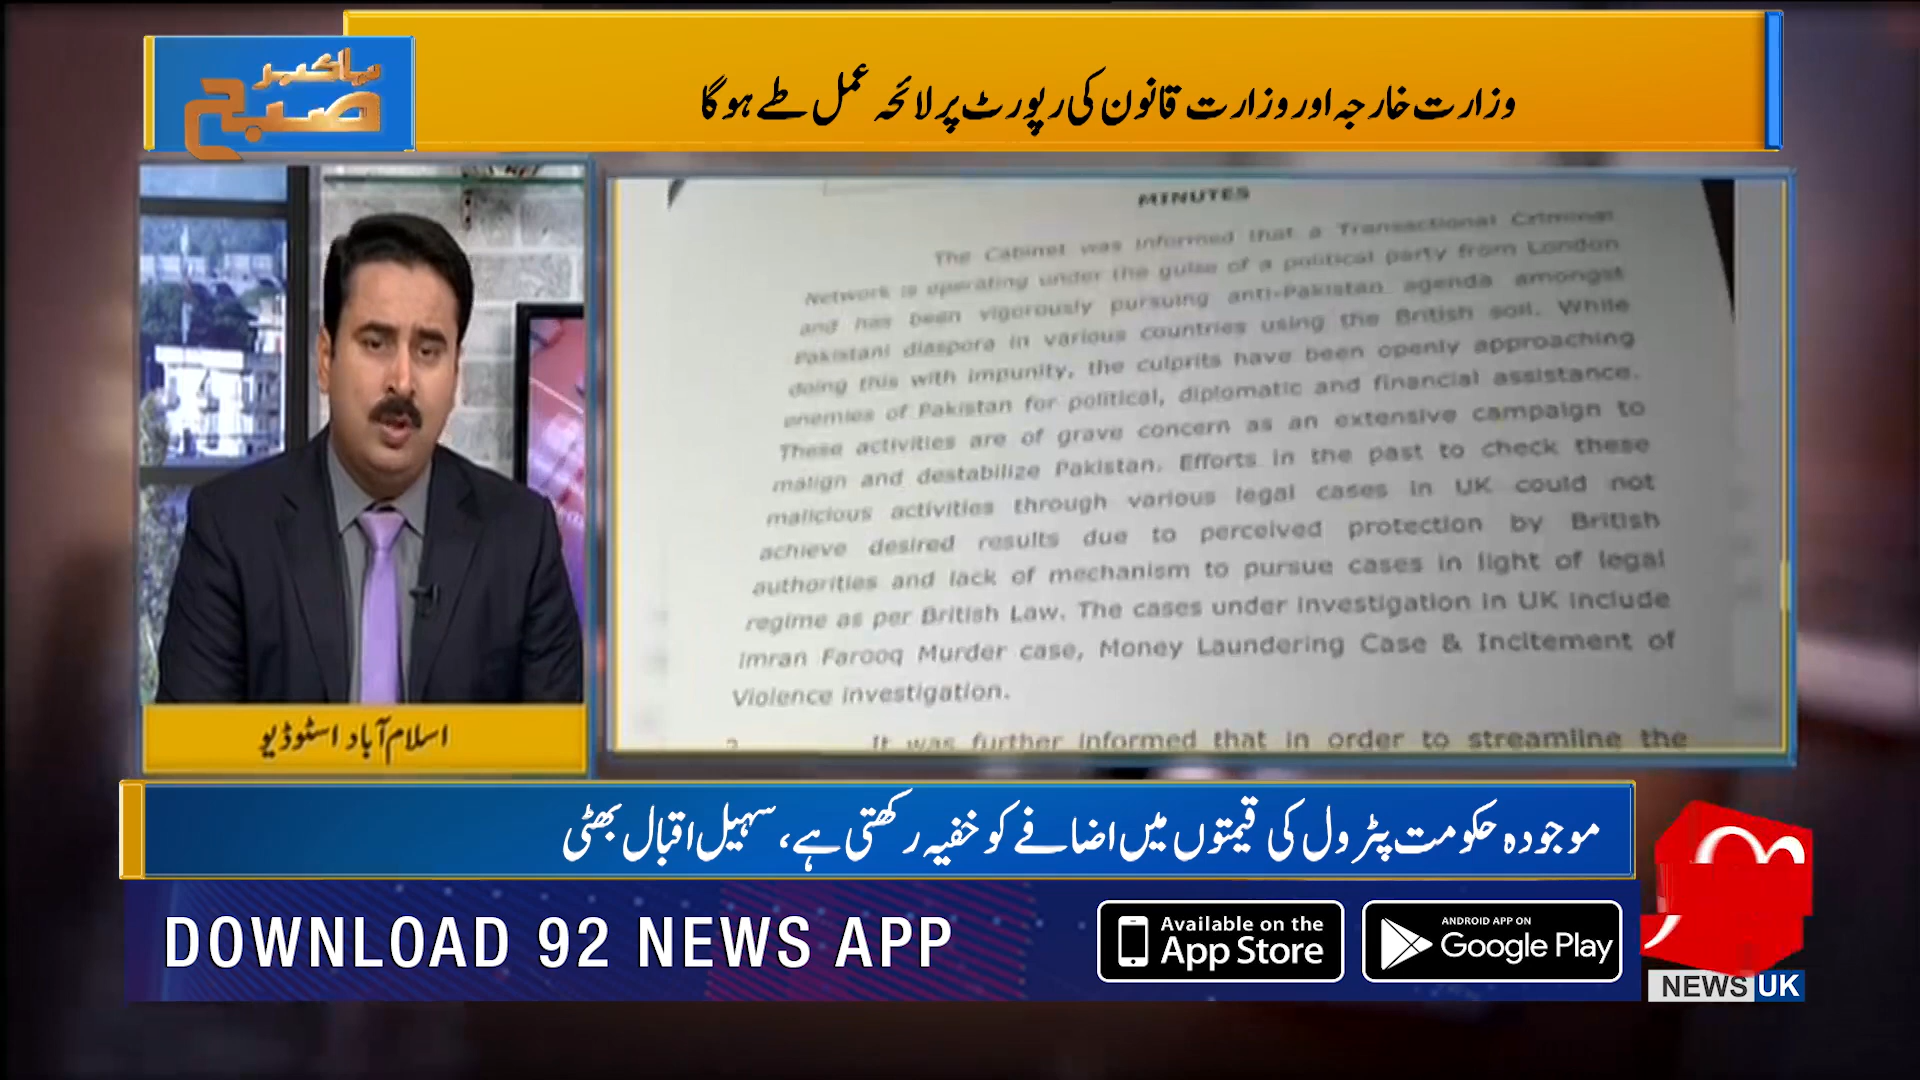 باخبر
صبح
وزارت خارجہ اور وزارت قانون کی رپورٹ پر لائحہ عمل طے ہوگا
MINUTES
The Cabinet was informed that a Transactional Criminal
Network is operating under the guise of a political party from London
and has been vigorously pursuing anti-Pakistan agenda amongst
Pakistani diaspora in various countries using the British soil. While
doing this with impunity, the culprits have been openly approaching
enemies of Pakistan for political, diplomatic and financial assistance.
These activities are of grave concern as an extensive campaign to
malign and destabilize Pakistan. Efforts in the past to check these
malicious activities through various legal cases in UK could not
achieve desired results due to perceived protection by British
authorities and lack of mechanism to pursue cases in light of legal
regime as per British Law. The cases under investigation in UK include
Imran Farooq Murder case, Money Laundering Case & Incitement of
Violence investigation.
2 It was further informed that in order to streamline the
اسلام آباد اسٹوڈیو
موجودہ حکومت پٹرول کی قیمتوں میں اضافے کو خفیہ رکھتی ہے، سہیل اقبال بھٹی
DOWNLOAD 92 NEWS APP
Available on the
App Store
ANDROID APP ON
Google Play
NEWS UK